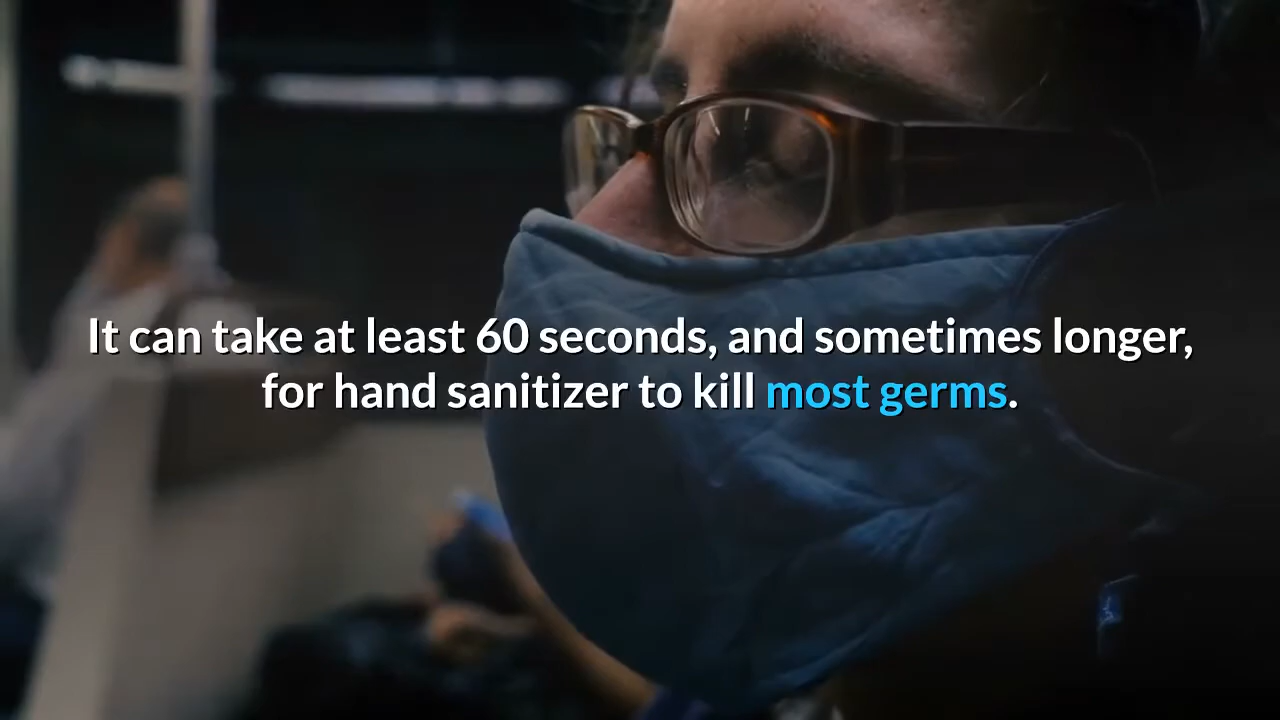 It can take at least 60 seconds, and sometimes longer,
for hand sanitizer to kill most germs.